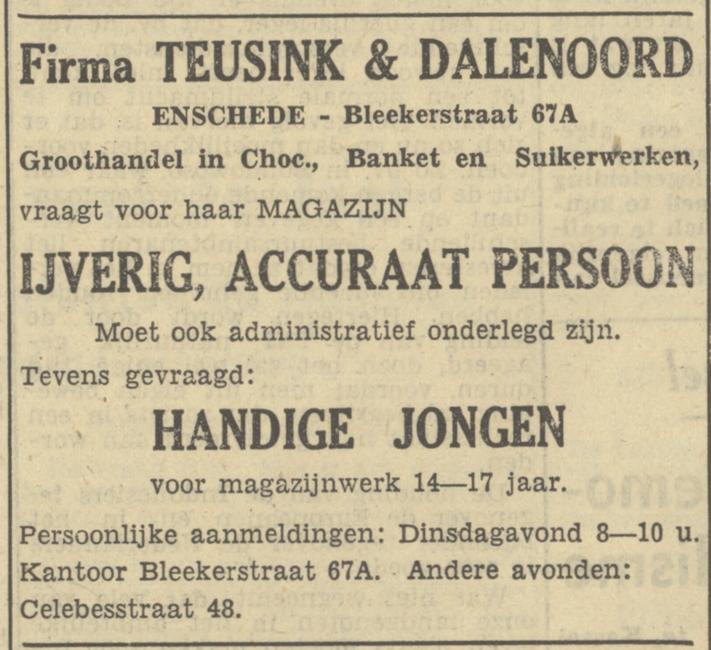 Firma TEUSINK & DALENOORD
ENSCHEDE - Bleekerstraat 67A
Groothandel in Choc., Banket en Suikerwerken,
vraagt voor haar MAGAZIJN
IJVERIG, ACCURAAT PERSOON
Moet ook administratief onderlegd zijn.
Tevens gevraagd:
HANDIGE JONGEN
voor magazijnwerk 14—17 jaar.
Persoonlijke aanmeldingen: Dinsdagavond 8—10 u.
Kantoor Bleekerstraat 67A. Andere avonden:
Celebesstraat 48.